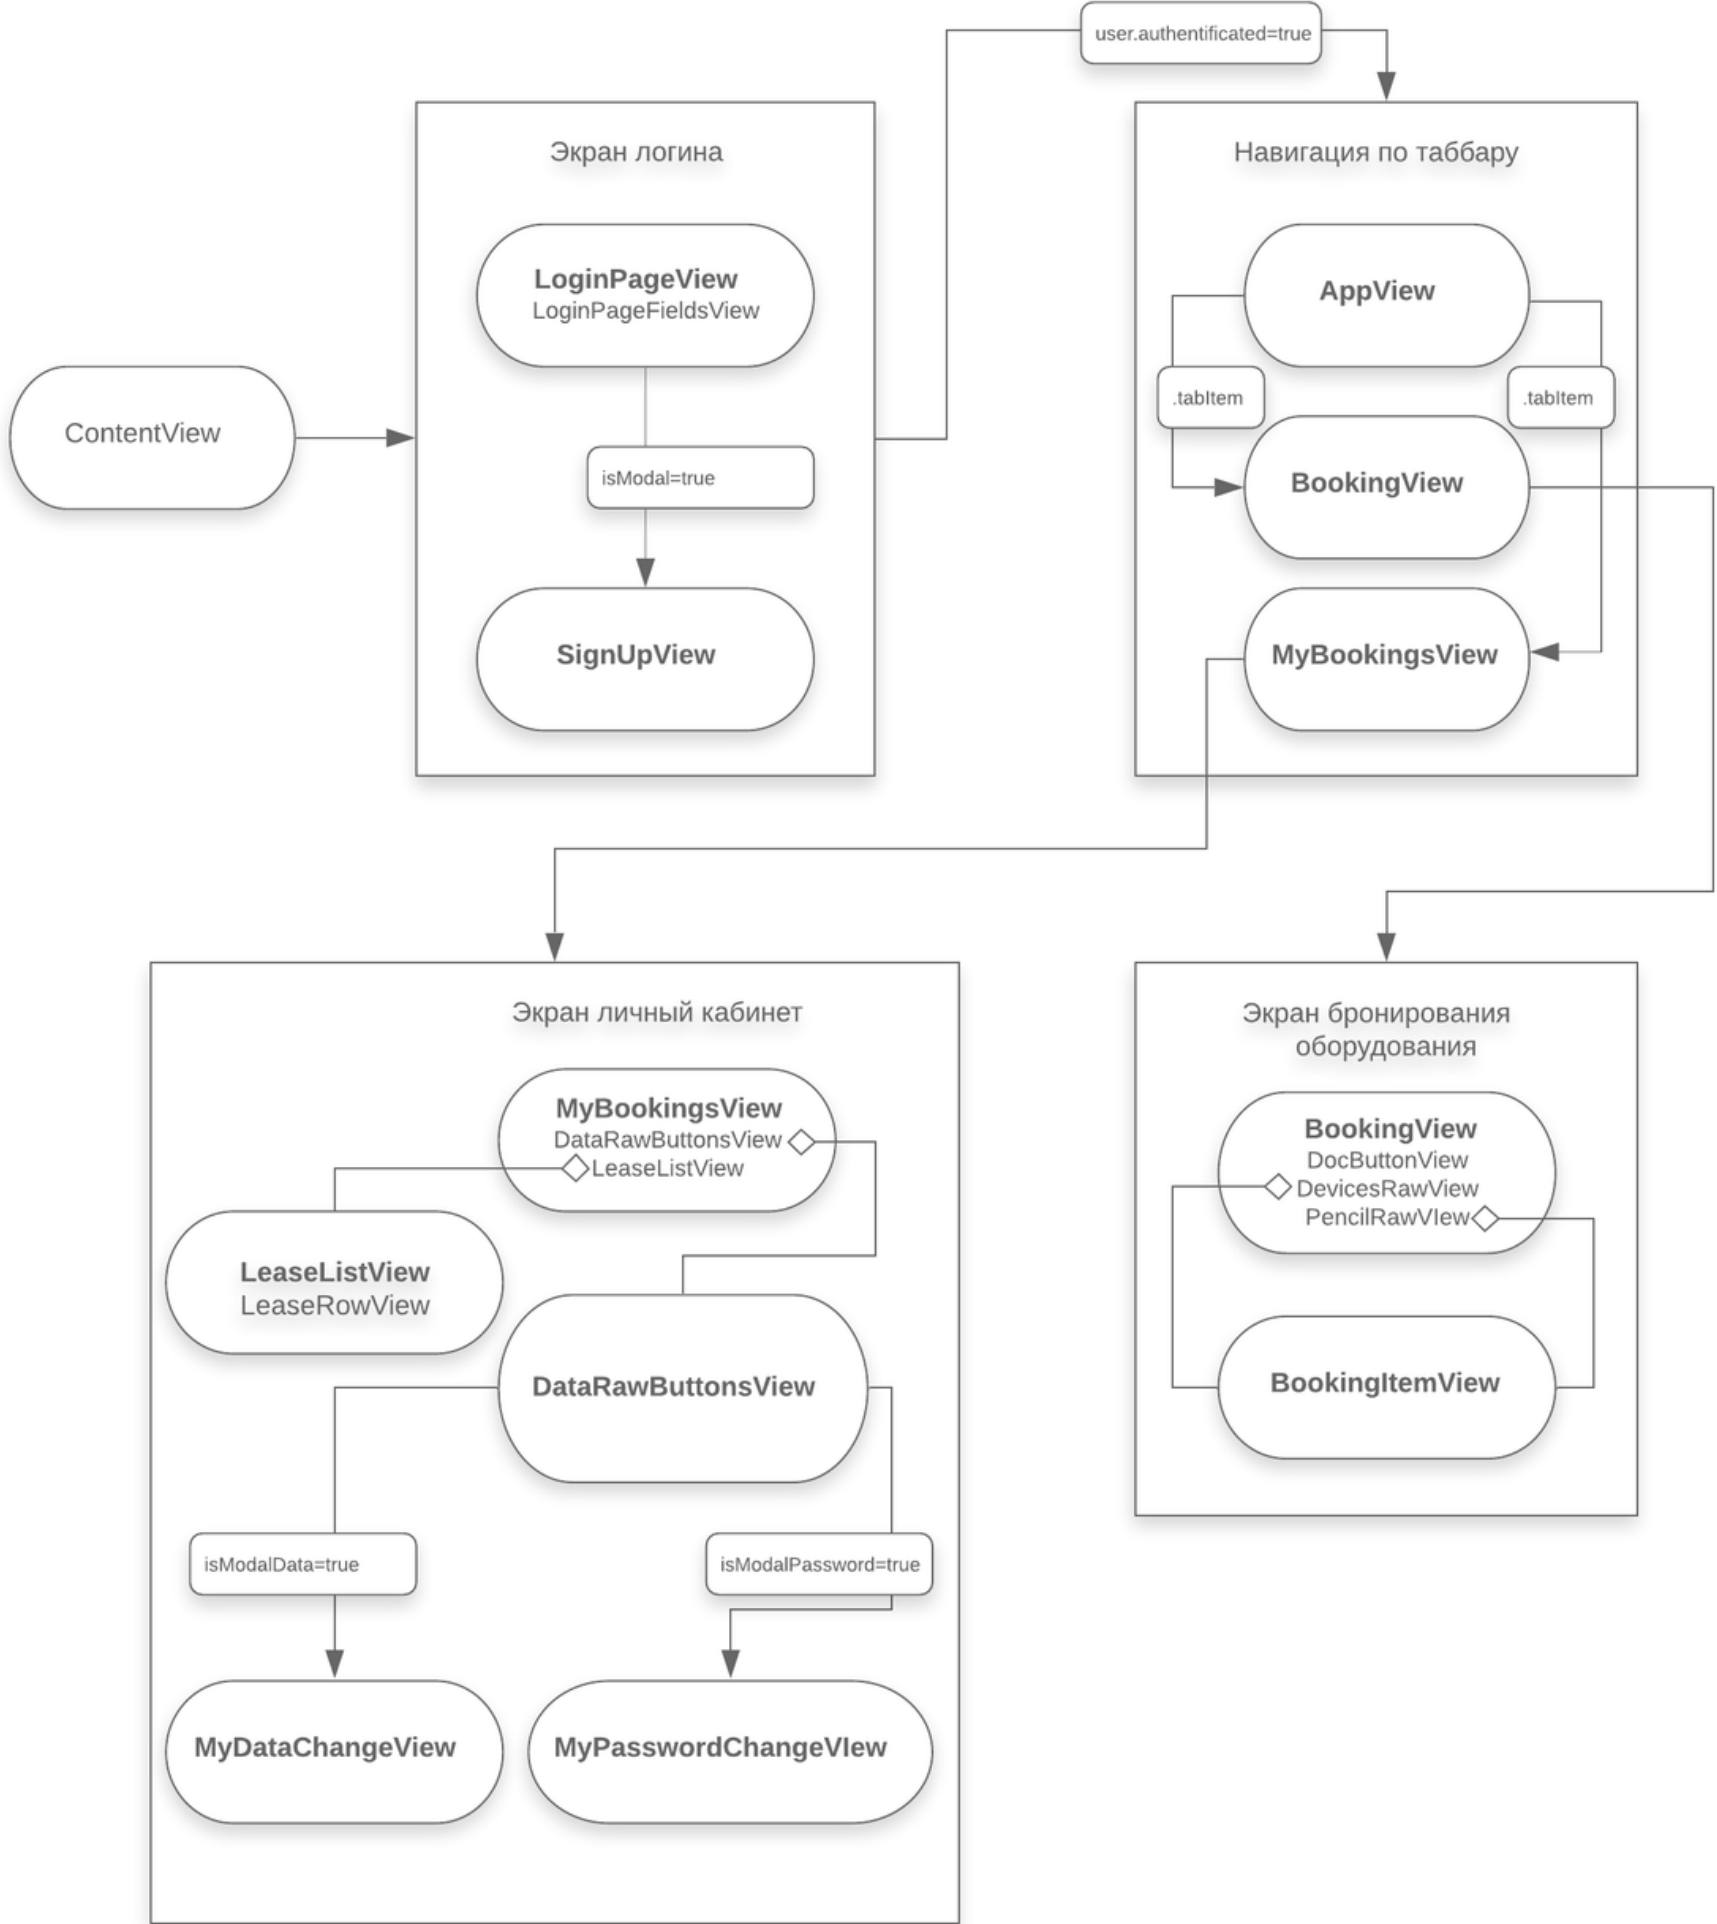 user.authentificated=true
Экран логина
LoginPageView
LoginPageFieldsView
ContentView
isModal=true
SignUpView
Навигация по таббару
AppView
.tabItem
.tabItem
BookingView
MyBookingsView
Экран личный кабинет
MyBookingsView
DataRawButtonsView
LeaseListView
LeaseListView
LeaseRowView
DataRawButtonsView
isModalData=true
isModalPassword=true
MyDataChangeView
MyPasswordChangeVIew
Экран бронирования
оборудования
BookingView
DocButtonView
DevicesRawView
PencilRawVIew
BookingItemView